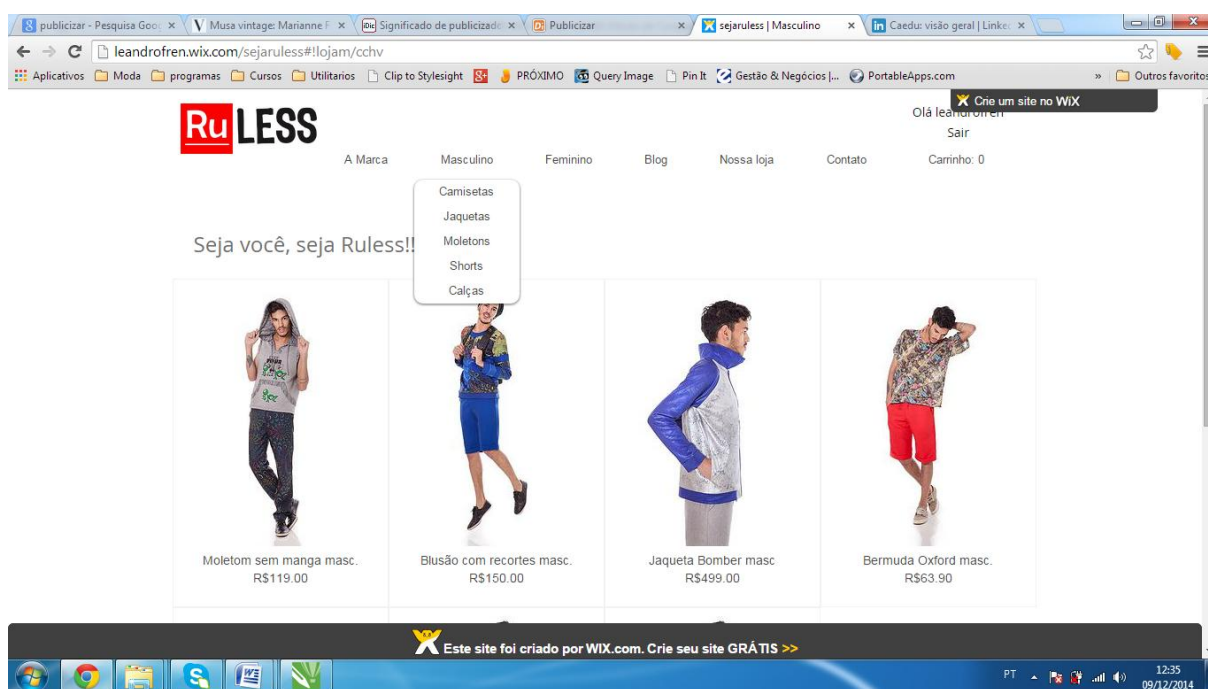 publicizar - Pesquisa Goo
Musa vintage: Marianne F
Significado de publicizado
Publicizar
sejaruless | Masculino
Caedu: visão geral | Linke
leandrofren.wix.com/sejaruless#!lojam/cchv
Aplicativos Moda programas Cursos Utilitarios Clip to Stylesight PRÓXIMO Query Image Pin It Gestão & Negócios |... PortableApps.com » Outros favoritos
Crie um site no WiX
Olá leandrofren
Sair
Ru LESS
A Marca Masculino Feminino Blog Nossa loja Contato Carrinho: 0
Camisetas
Jaquetas
Moletons
Shorts
Calças
Seja você, seja Ruless!!
Moletom sem manga masc.
R$119.00
Blusão com recortes masc.
R$150.00
Jaqueta Bomber masc
R$499.00
Bermuda Oxford masc.
R$63.90
Este site foi criado por WIX.com. Crie seu site GRÁTIS >>
PT
12:35
09/12/2014